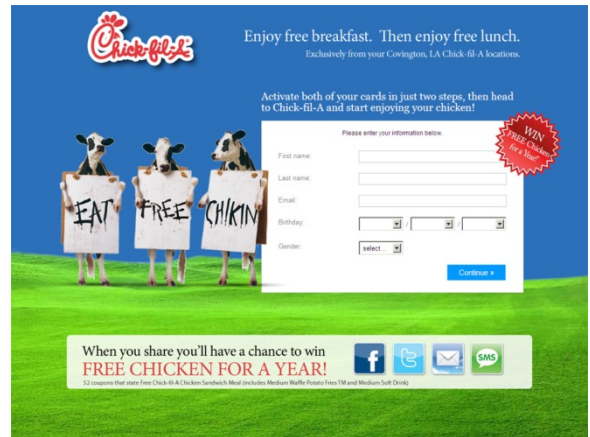 Chick-fil-A
Enjoy free breakfast. Then enjoy free lunch.
Exclusively from your Covington, LA Chick-fil-A locations.
Activate both of your cards in just two steps, then head
to Chick-fil-A and start enjoying your chicken!
Please enter your information below.
WIN
FREE Chicken
for a Year!
First name:
Last name:
Email:
Birthday:
/
/
Gender:
select...
Continue »
EAT
FREE
CHIKIN
When you share you'll have a chance to win
FREE CHICKEN FOR A YEAR!
52 coupons that state Free Chick-fil-A Chicken Sandwich Meal (includes Medium Waffle Potato Fries TM and Medium Soft Drink)
f
t
SMS